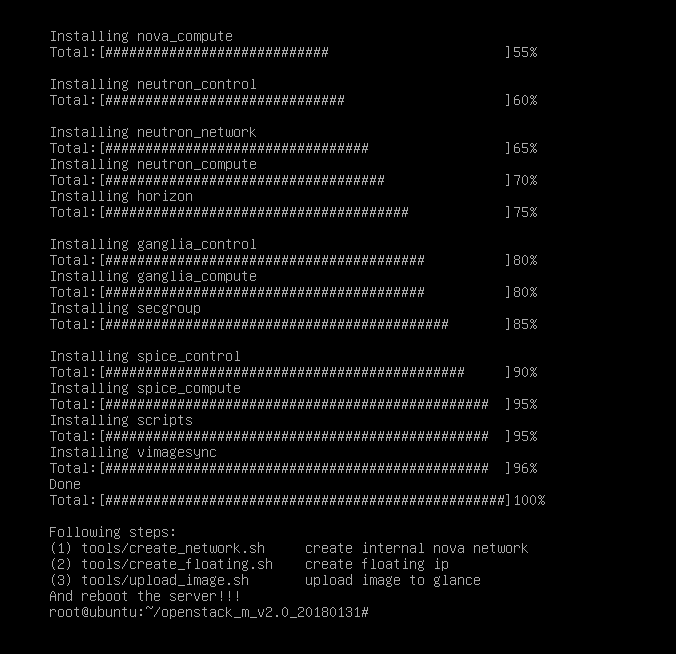 Installing nova_compute
Total:[############################                      ]55%
Installing neutron_control
Total:[##############################                    ]60%
Installing neutron_network
Total:[#################################                 ]65%
Installing neutron_compute
Total:[###################################               ]70%
Installing horizon
Total:[######################################            ]75%
Installing ganglia_control
Total:[########################################          ]80%
Installing ganglia_compute
Total:[########################################          ]80%
Installing secgroup
Total:[###########################################       ]85%
Installing spice_control
Total:[#############################################     ]90%
Installing spice_compute
Total:[################################################  ]95%
Installing scripts
Total:[################################################  ]95%
Installing vimagesync
Total:[################################################  ]96%
Done
Total:[##################################################]100%
Following steps:
(1) tools/create_network.sh     create internal nova network
(2) tools/create_floating.sh    create floating ip
(3) tools/upload_image.sh       upload image to glance
And reboot the server!!!
root@ubuntu:~/openstack_m_v2.0_20180131#